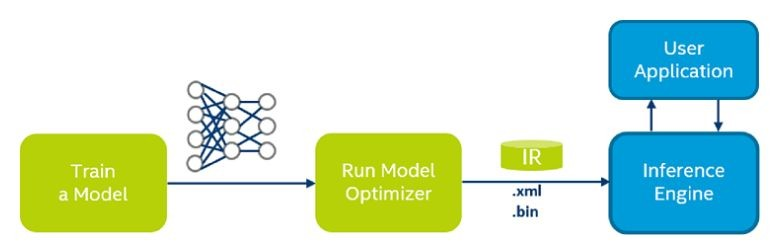 Train
a Model
Run Model
Optimizer
IR
.xml
.bin
User
Application
Inference
Engine